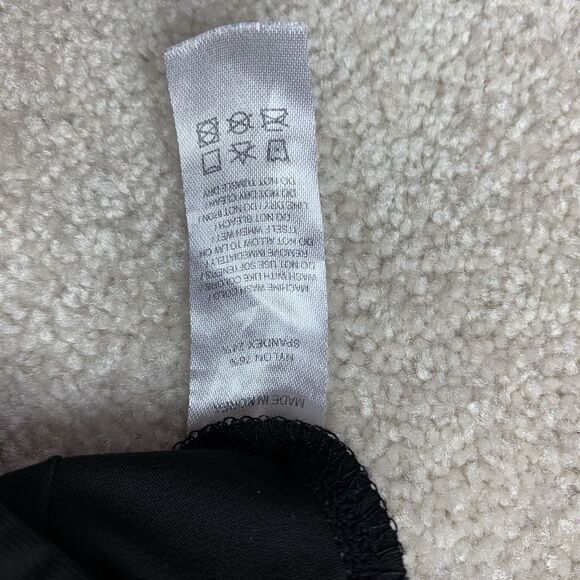 MADE IN KOREA
NYLON 76%
SPANDEX 24%
MACHINE WASH COLD
WASH WITH LIKE COLORS
DO NOT USE SOFTENERS /
REMOVE IMMEDIATELY /
DO NOT ALLOW TO LAY ON
ITSELF WHEN WET /
DO NOT BLEACH /
LINE DRY / DO NOT IRON /
DO NOT DRY CLEAN /
DO NOT TUMBLE DRY